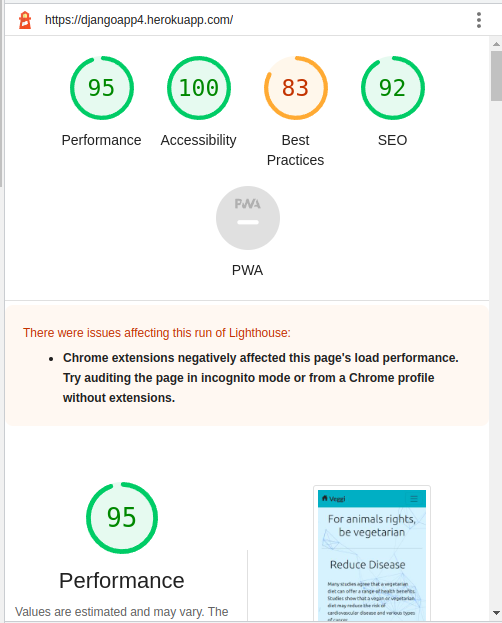 https://djangoapp4.herokuapp.com/
95
100
83
92
Performance
Accessibility
Best
Practices
SEO
PWA
PWA
There were issues affecting this run of Lighthouse:
Chrome extensions negatively affected this page's load performance.
Try auditing the page in incognito mode or from a Chrome profile
without extensions.
95
Performance
Values are estimated and may vary. The
Veggi
For animals rights,
be vegetarian
Reduce Disease
Many studies agree that a vegetarian
diet can offer a range of health benefits.
Studies show that a vegan or vegetarian
diet may reduce the risk of
cardiovascular disease and various types
of cancer.